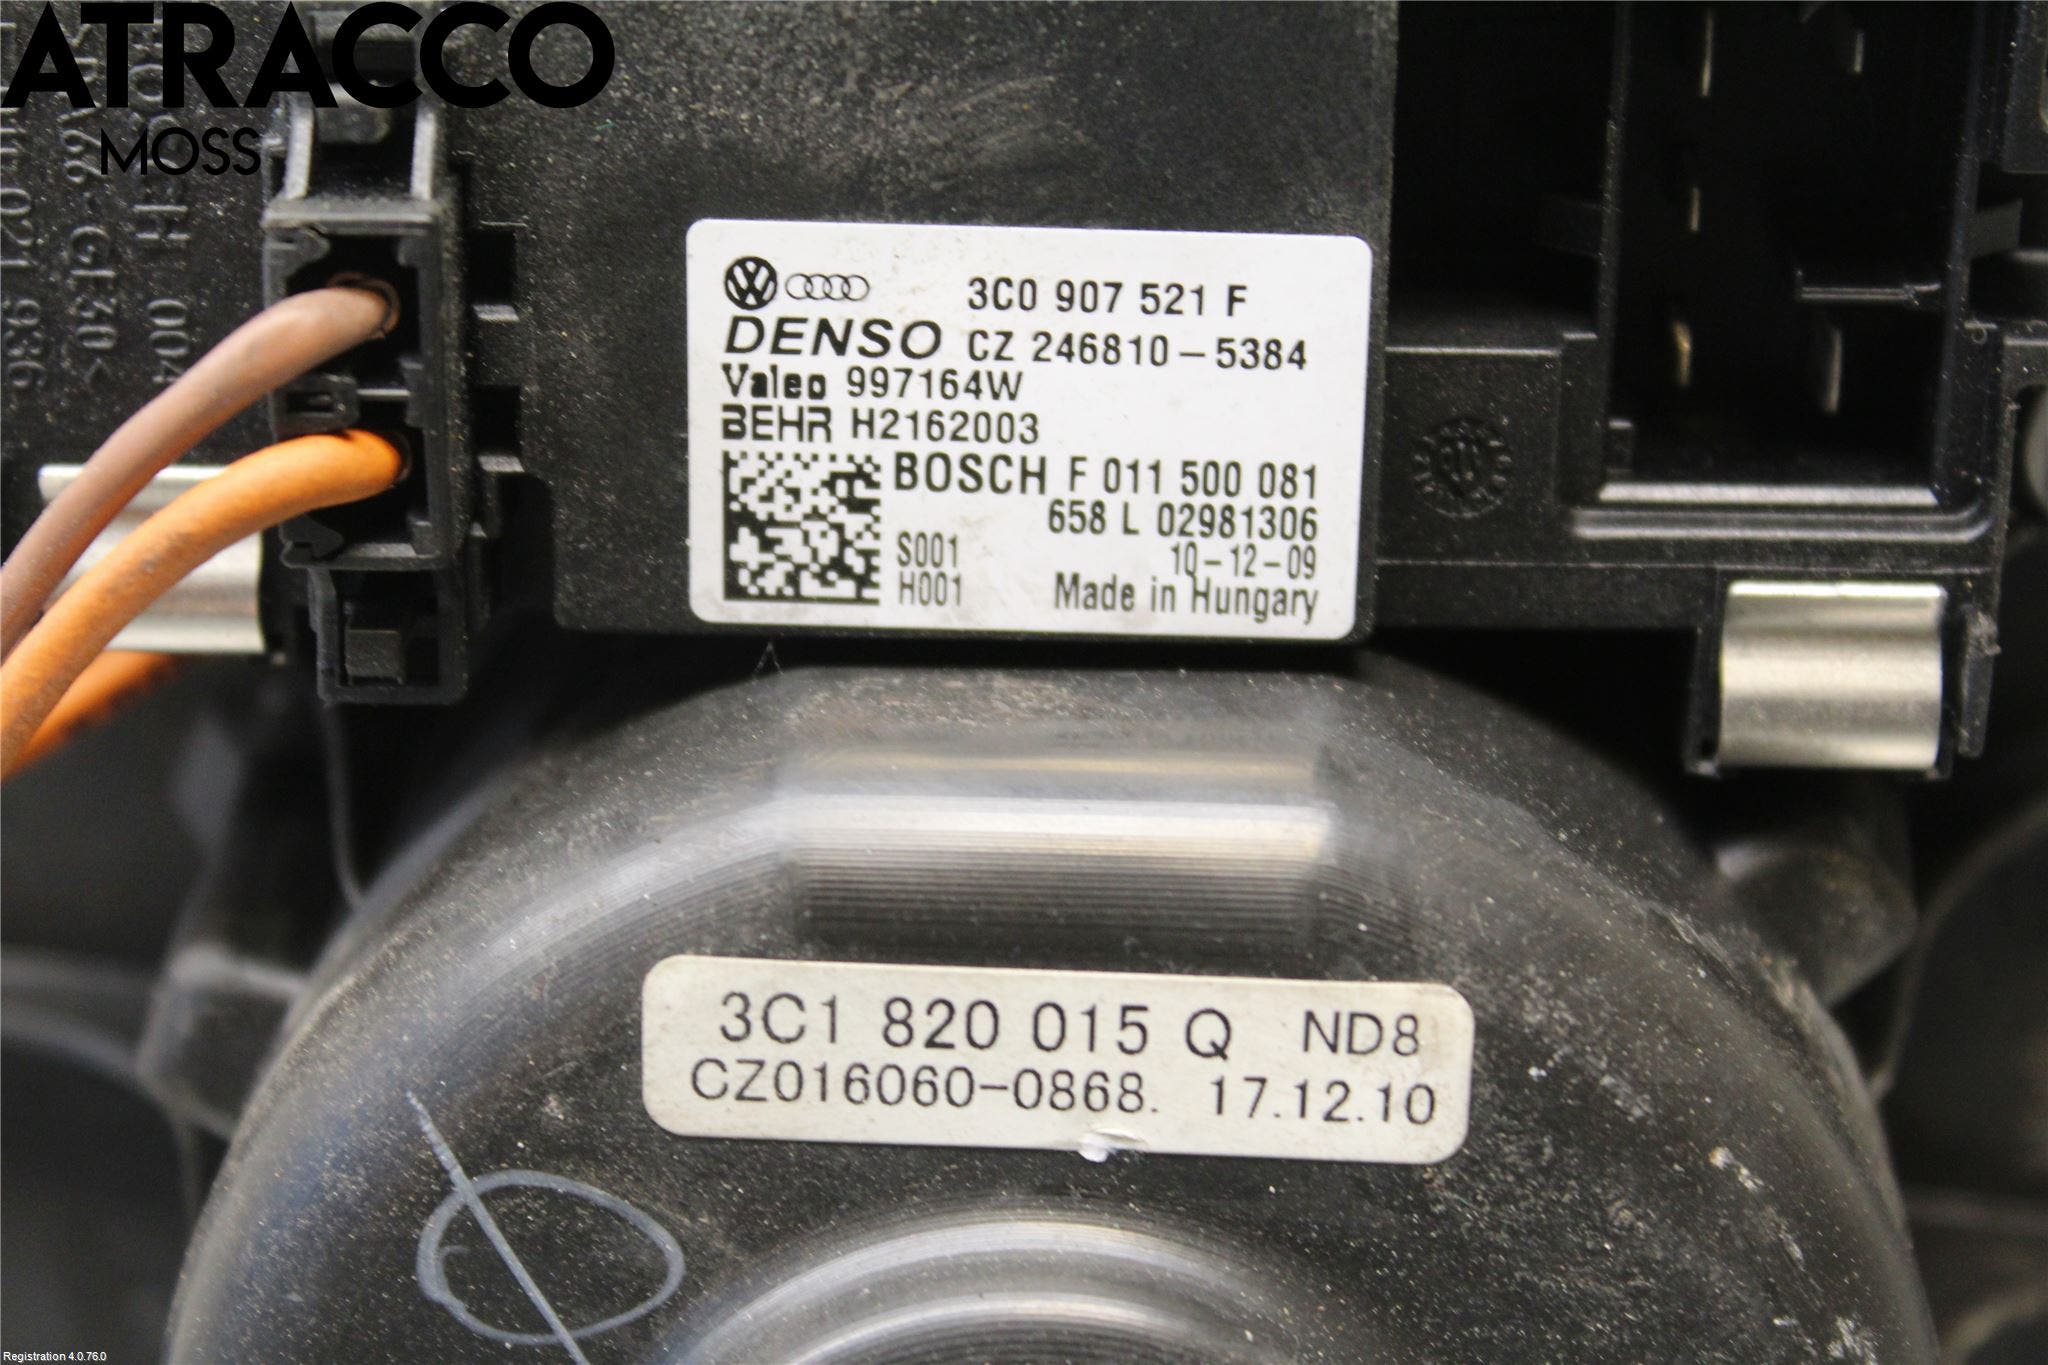 ATRACCO
MOSS
3C0 907 521 F
DENSO CZ 246810-5384
Valeo 997164W
BEHR H2162003
BOSCH F 011 500 081
658 L 02981306
S001 10-12-09
H001 Made in Hungary
3C1 820 015 Q ND8
CZ016060-0868. 17.12.10
Registration 4.0.76.0